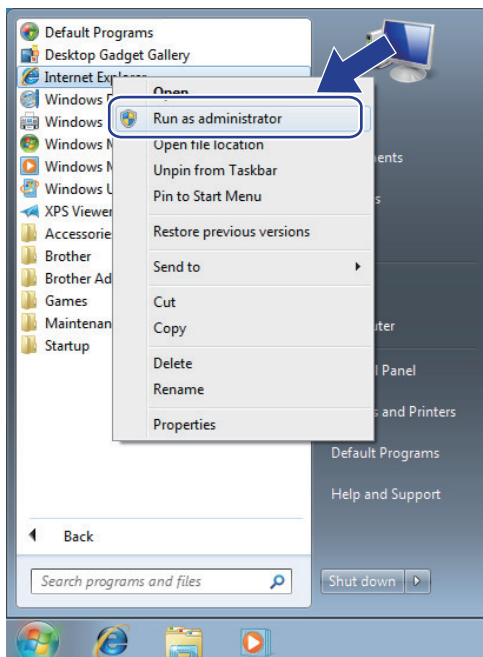 Default Programs
Desktop Gadget Gallery
Internet Explorer
Windows
Windows
Windows
Windows
Windows
XPS Viewer
Accessorie
Brother
Brother Ad
Games
Maintenan
Startup
Back
Search programs and files
Open
Run as administrator
Open file location
Unpin from Taskbar
Pin to Start Menu
Restore previous versions
Send to
Cut
Copy
Delete
Rename
Properties
ents
s
uter
l Panel
s and Printers
Default Programs
Help and Support
Shut down